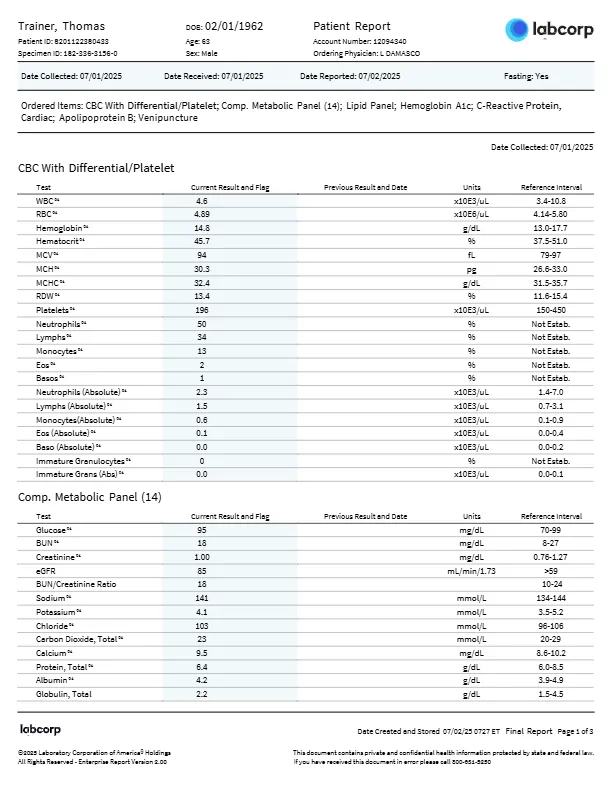 Trainer, Thomas DOB: 02/01/1962 Patient Report labcorp
Patient ID: 8201122380433 Age: 63 Account Number: 12094340
Specimen ID: 182-336-3156-0 Sex: Male Ordering Physician: L DAMASCO
Date Collected: 07/01/2025 Date Received: 07/01/2025 Date Reported: 07/02/2025 Fasting: Yes
Ordered Items: CBC With Differential/Platelet; Comp. Metabolic Panel (14); Lipid Panel; Hemoglobin A1c; C-Reactive Protein,
Cardiac; Apolipoprotein B; Venipuncture
Date Collected: 07/01/2025
CBC With Differential/Platelet
Test Current Result and Flag Previous Result and Date Units Reference Interval
WBC 01 4.6 x10E3/uL 3.4-10.8
RBC 01 4.89 x10E6/uL 4.14-5.80
Hemoglobin 01 14.8 g/dL 13.0-17.7
Hematocrit 01 45.7 % 37.5-51.0
MCV 01 94 fL 79-97
MCH 01 30.3 pg 26.6-33.0
MCHC 01 32.4 g/dL 31.5-35.7
RDW 01 13.4 % 11.6-15.4
Platelets 01 196 x10E3/uL 150-450
Neutrophils 01 50 % Not Estab.
Lymphs 01 34 % Not Estab.
Monocytes 01 13 % Not Estab.
Eos 01 2 % Not Estab.
Basos 01 1 % Not Estab.
Neutrophils (Absolute) 01 2.3 x10E3/uL 1.4-7.0
Lymphs (Absolute) 01 1.5 x10E3/uL 0.7-3.1
Monocytes(Absolute) 01 0.6 x10E3/uL 0.1-0.9
Eos (Absolute) 01 0.1 x10E3/uL 0.0-0.4
Baso (Absolute) 01 0.0 x10E3/uL 0.0-0.2
Immature Granulocytes 01 0 % Not Estab.
Immature Grans (Abs) 01 0.0 x10E3/uL 0.0-0.1
Comp. Metabolic Panel (14)
Test Current Result and Flag Previous Result and Date Units Reference Interval
Glucose 01 95 mg/dL 70-99
BUN 01 18 mg/dL 8-27
Creatinine 01 1.00 mg/dL 0.76-1.27
eGFR 85 mL/min/1.73 >59
BUN/Creatinine Ratio 18 10-24
Sodium 01 141 mmol/L 134-144
Potassium 01 4.1 mmol/L 3.5-5.2
Chloride 01 103 mmol/L 96-106
Carbon Dioxide, Total 01 23 mmol/L 20-29
Calcium 01 9.5 mg/dL 8.6-10.2
Protein, Total 01 6.4 g/dL 6.0-8.5
Albumin 01 4.2 g/dL 3.9-4.9
Globulin, Total 2.2 g/dL 1.5-4.5
labcorp Date Created and Stored 07/02/25 0727 ET Final Report Page 1 of 3
©2025 Laboratory Corporation of America® Holdings This document contains private and confidential health information protected by state and federal law.
All Rights Reserved - Enterprise Report Version 2.00 If you have received this document in error please call 800-631-5250